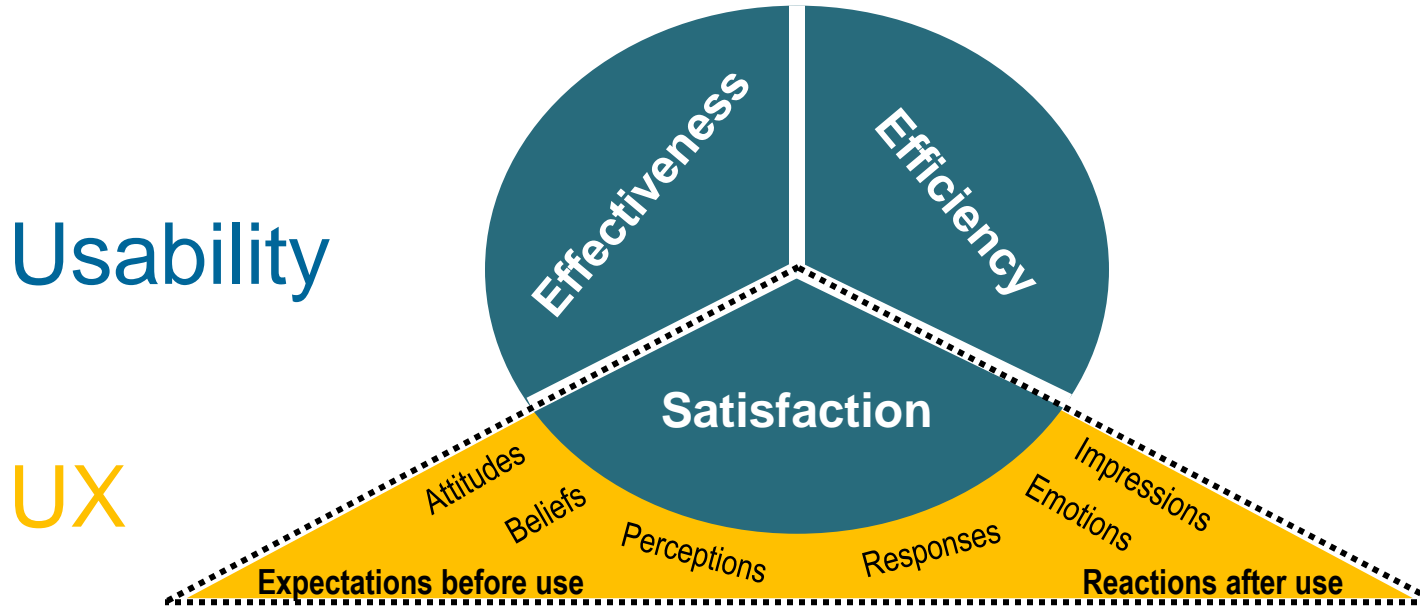 Effectiveness
Efficiency
Usability
Satisfaction
UX
Attitudes
Beliefs
Perceptions
Responses
Emotions
Impressions
Expectations before use
Reactions after use